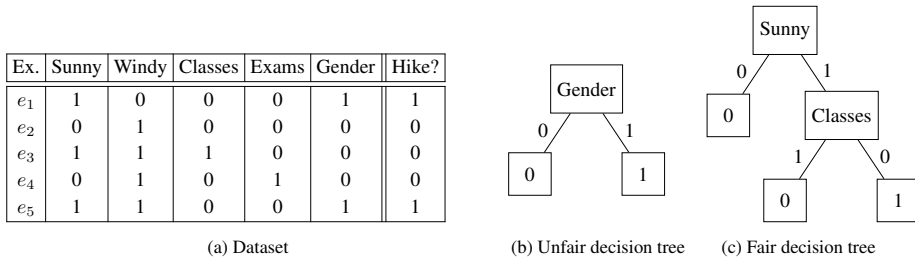 Ex. Sunny Windy Classes Exams Gender Hike?
e1 1 0 0 0 1 1
e2 0 1 0 0 0 0
e3 1 1 1 0 0 0
e4 0 1 0 1 0 0
e5 1 1 0 0 1 1
(a) Dataset
Gender
0 1
0 1
(b) Unfair decision tree
Sunny
0 1
0 Classes
1 0
0 1
(c) Fair decision tree